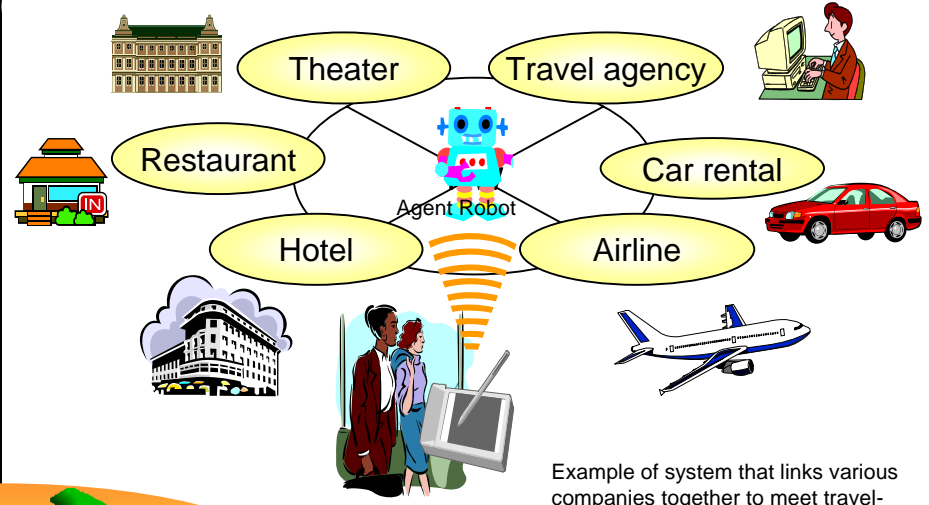 Theater
Travel agency
Restaurant
Car rental
IN
Agent Robot
Hotel
Airline
Example of system that links various
companies together to meet travel-